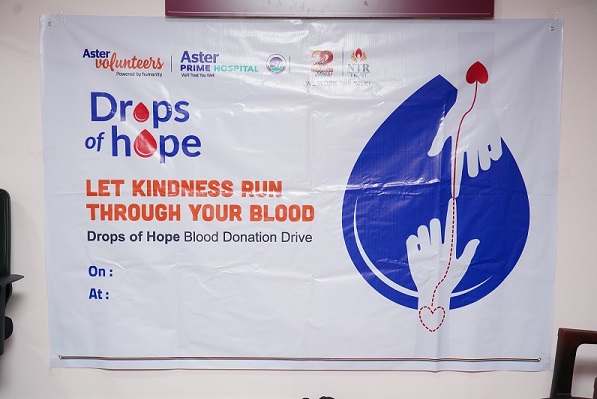 Aster
volunteers
Powered by humanity
Aster
PRIME HOSPITAL
We'll Treat You Well
NTR
Drops
of hope
LET KINDNESS RUN
THROUGH YOUR BLOOD
Drops of Hope Blood Donation Drive
On :
At :